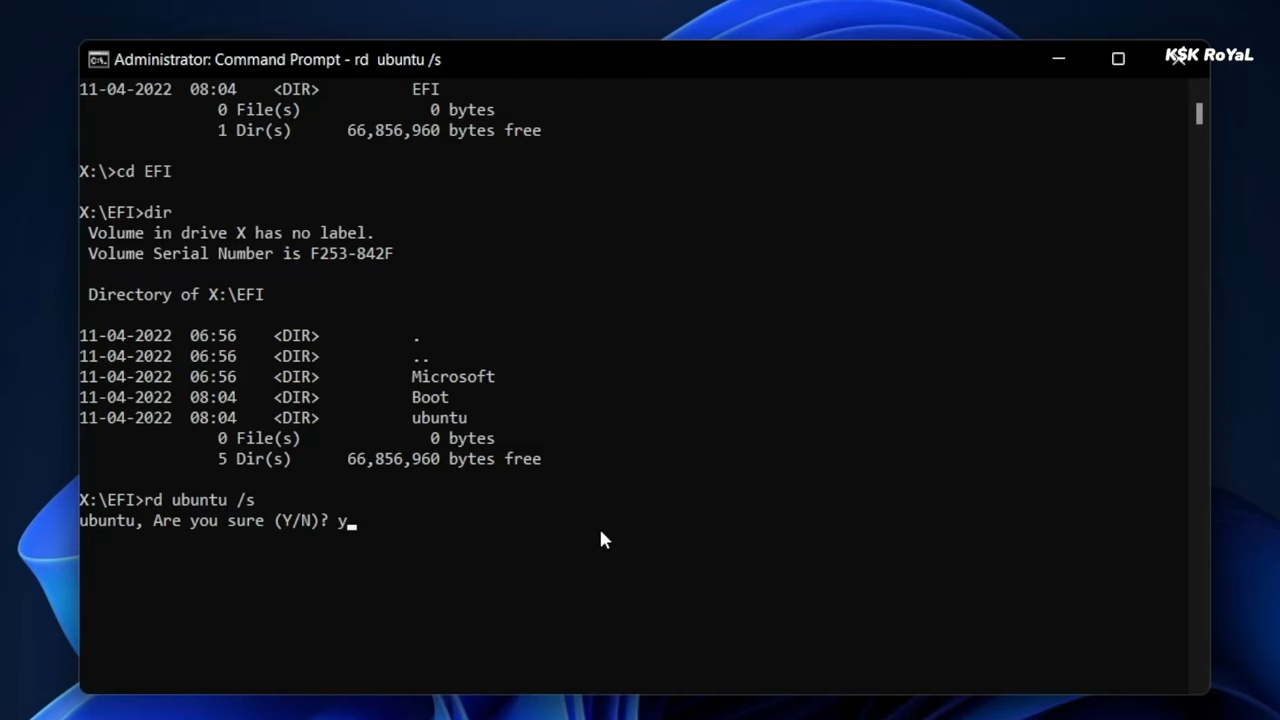 Administrator: Command Prompt - rd  ubuntu /s
K$K RoYaL
11-04-2022  08:04    <DIR>          EFI
               0 File(s)              0 bytes
               1 Dir(s)      66,856,960 bytes free
X:\>cd EFI
X:\EFI>dir
 Volume in drive X has no label.
 Volume Serial Number is F253-842F
 Directory of X:\EFI
11-04-2022  06:56    <DIR>          .
11-04-2022  06:56    <DIR>          ..
11-04-2022  06:56    <DIR>          Microsoft
11-04-2022  08:04    <DIR>          Boot
11-04-2022  08:04    <DIR>          ubuntu
               0 File(s)              0 bytes
               5 Dir(s)      66,856,960 bytes free
X:\EFI>rd ubuntu /s
ubuntu, Are you sure (Y/N)? y